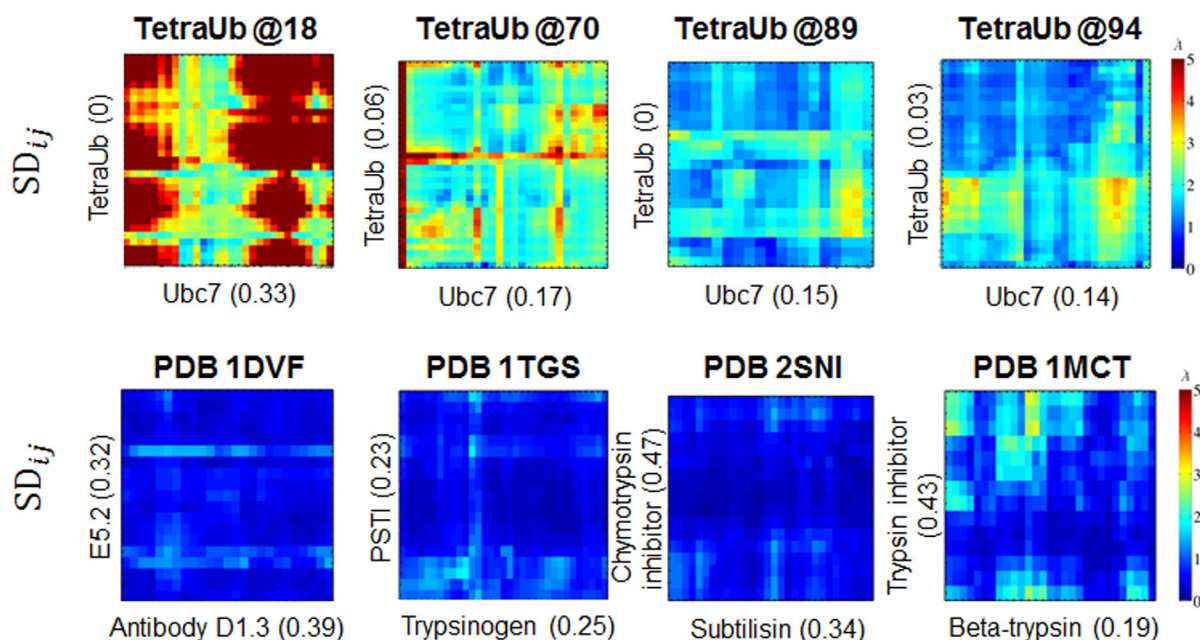 TetraUb @18
TetraUb @70
TetraUb @89
TetraUb @94
SDij
TetraUb (0)
TetraUb (0.06)
TetraUb (0)
TetraUb (0.03)
Å
5
4
3
2
1
0
Ubc7 (0.33)
Ubc7 (0.17)
Ubc7 (0.15)
Ubc7 (0.14)
PDB 1DVF
PDB 1TGS
PDB 2SNI
PDB 1MCT
SDij
E5.2 (0.32)
PSTI (0.23)
Chymotrypsin
inhibitor (0.47)
Trypsin inhibitor
(0.43)
Å
5
4
3
2
1
0
Antibody D1.3 (0.39)
Trypsinogen (0.25)
Subtilisin (0.34)
Beta-trypsin (0.19)